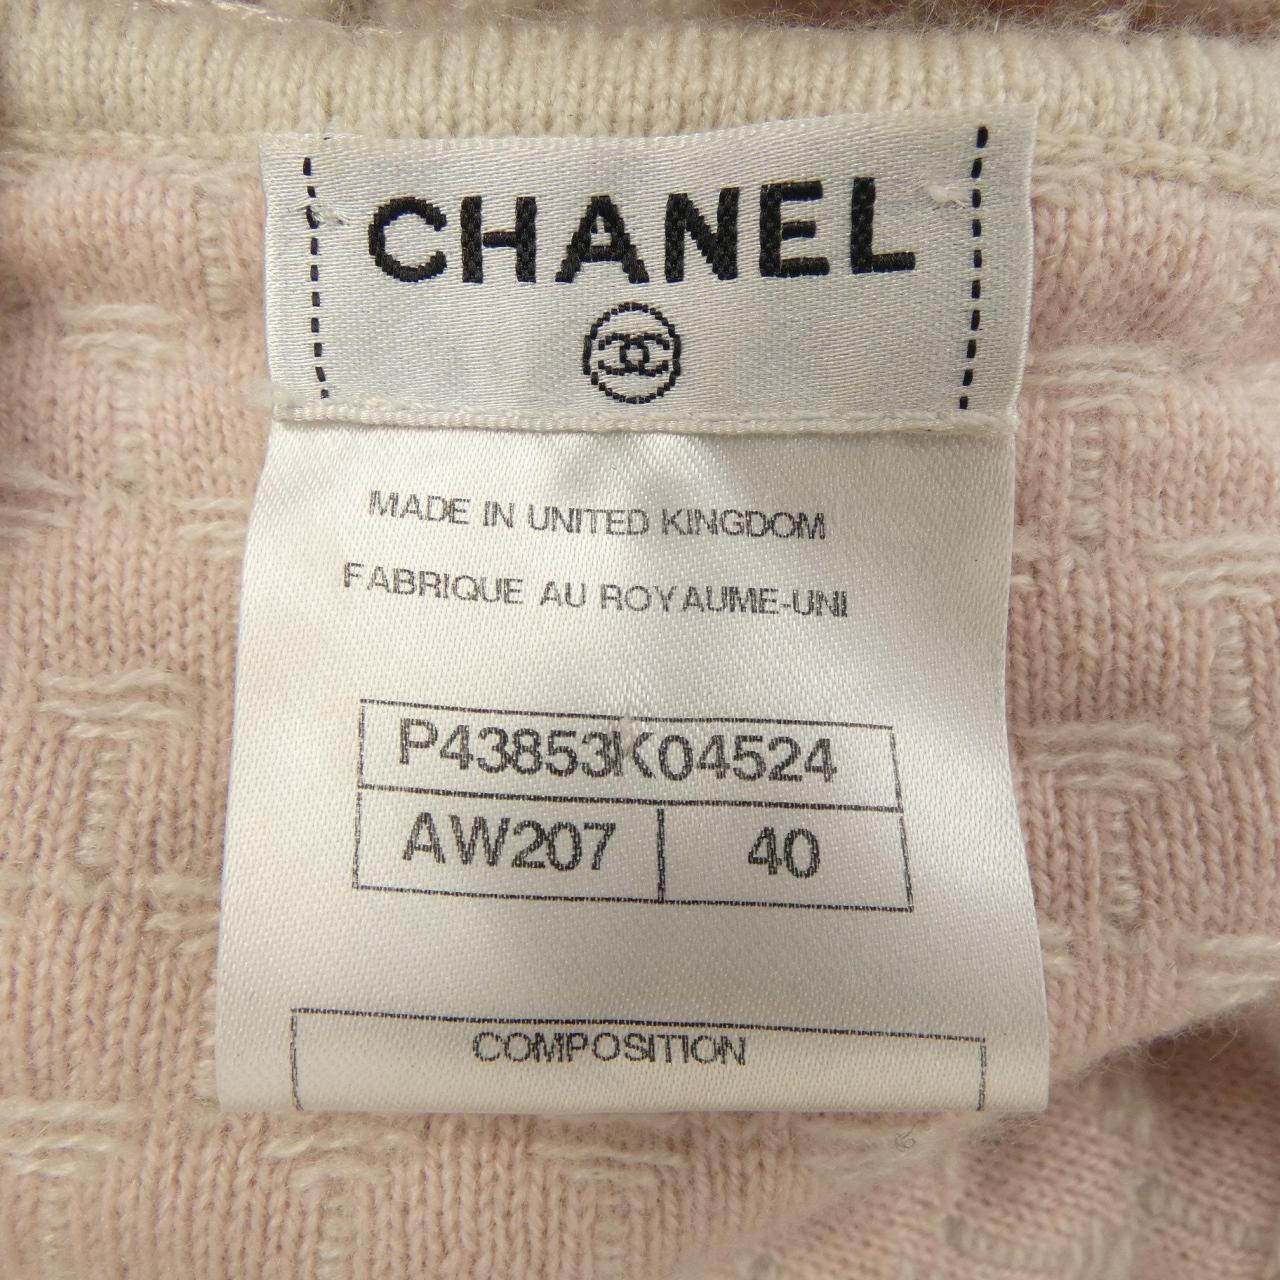 CHANEL
MADE IN UNITED KINGDOM
FABRIQUE AU ROYAUME-UNI
P43853K04524
AW207 40
COMPOSITION